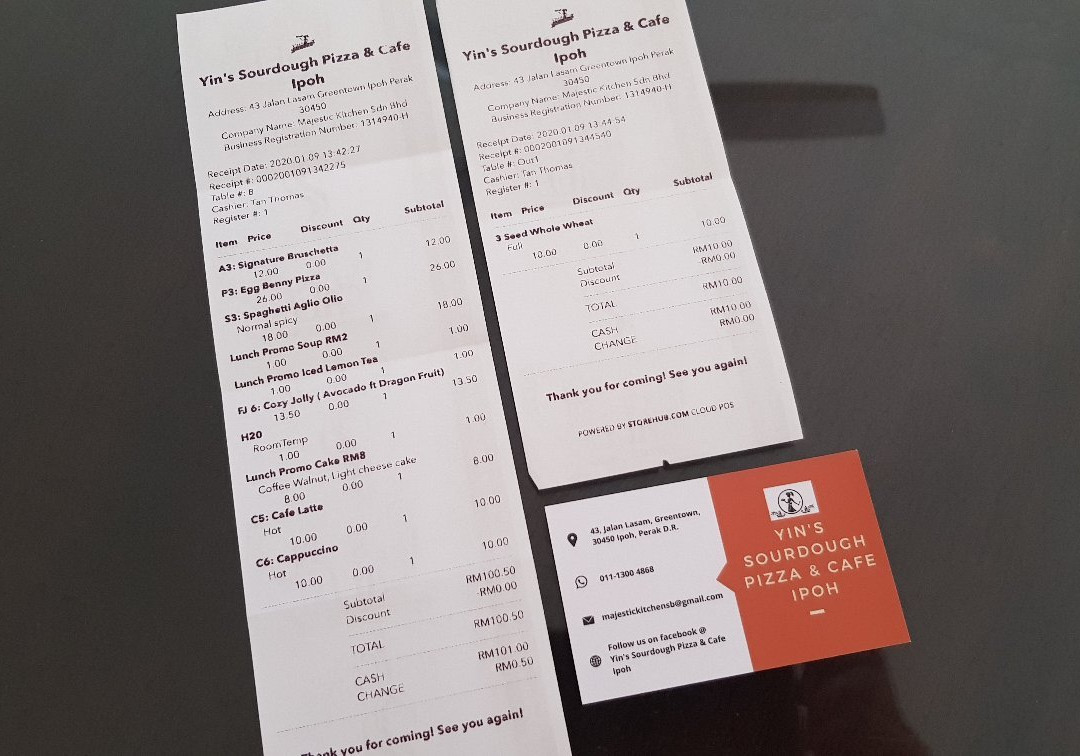 Yin's Sourdough Pizza & Cafe
Ipoh
Address: 43 Jalan Lasam Greentown Ipoh Perak
30450
Company Name: Majestic Kitchen Sdn Bhd
Business Registration Number: 1314940-H
Receipt Date: 2020.01.09 13:42:27
Receipt #: 0002001091342275
Table #: 8
Cashier: Tan Thomas
Register #: 1
Item Price Discount Qty Subtotal
A3: Signature Bruschetta
12.00 0.00 1 12.00
P3: Egg Benny Pizza
26.00 0.00 1 26.00
S3: Spaghetti Aglio Olio
Normal spicy
18.00 0.00 1 18.00
Lunch Promo Soup RM2
1.00 0.00 1 1.00
Lunch Promo Iced Lemon Tea
1.00 0.00 1 1.00
FJ 6: Cozy Jolly ( Avocado ft Dragon Fruit)
13.50 0.00 1 13.50
H20
RoomTemp
1.00 0.00 1 1.00
Lunch Promo Cake RM8
Coffee Walnut, Light cheese cake
8.00 0.00 1 8.00
C5: Cafe Latte
Hot
10.00 0.00 1 10.00
C6: Cappuccino
Hot
10.00 0.00 1 10.00
Subtotal RM100.50
Discount -RM0.00
TOTAL RM100.50
CASH RM101.00
CHANGE RM0.50
Thank you for coming! See you again!
Yin's Sourdough Pizza & Cafe
Ipoh
Address: 43 Jalan Lasam Greentown Ipoh Perak
30450
Company Name: Majestic Kitchen Sdn Bhd
Business Registration Number: 1314940-H
Receipt Date: 2020.01.09 13:44:54
Receipt #: 0002001091344540
Table #: Out1
Cashier: Tan Thomas
Register #: 1
Item Price Discount Qty Subtotal
3 Seed Whole Wheat
Full
10.00 0.00 1 10.00
Subtotal RM10.00
Discount -RM0.00
TOTAL RM10.00
CASH RM10.00
CHANGE RM0.00
Thank you for coming! See you again!
POWERED BY STOREHUB.COM CLOUD POS
43, Jalan Lasam, Greentown,
30450 Ipoh, Perak D.R.
011-1300 4868
majestickitchensb@gmail.com
Follow us on facebook @
Yin's Sourdough Pizza & Cafe
Ipoh
YIN'S
SOURDOUGH
PIZZA & CAFE
IPOH